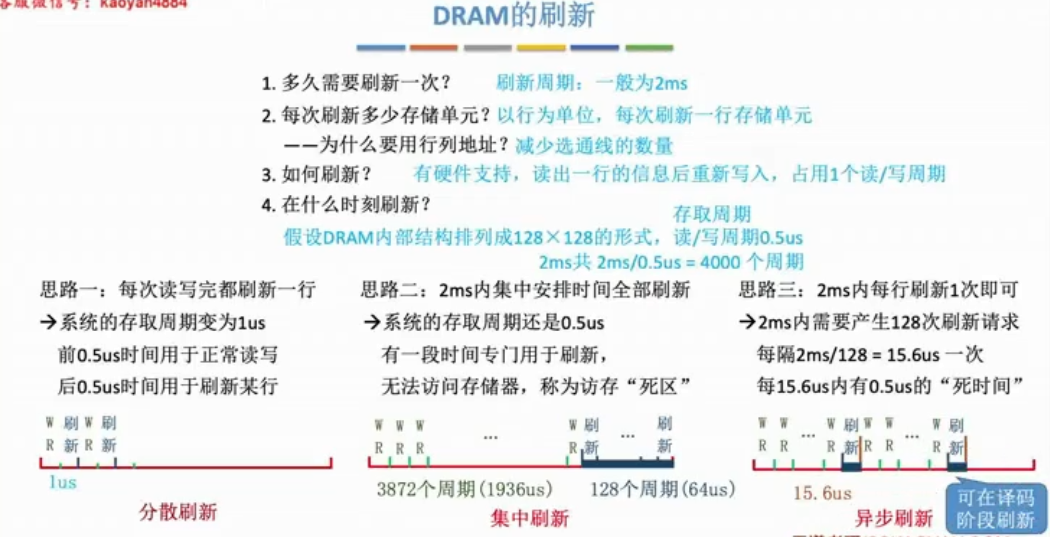 客服微信号：kaoyan4884
DRAM的刷新
1. 多久需要刷新一次？ 刷新周期：一般为2ms
2. 每次刷新多少存储单元？以行为单位，每次刷新一行存储单元
——为什么要用行列地址？减少选通线的数量
3. 如何刷新？ 有硬件支持，读出一行的信息后重新写入，占用1个读/写周期
4. 在什么时刻刷新？
存取周期
假设DRAM内部结构排列成128×128的形式，读/写周期0.5us
2ms共 2ms/0.5us = 4000 个周期
思路一：每次读写完都刷新一行
→系统的存取周期变为1us
前0.5us时间用于正常读写
后0.5us时间用于刷新某行
W 刷 W 刷
R 新 R 新
1us
分散刷新
思路二：2ms内集中安排时间全部刷新
→系统的存取周期还是0.5us
有一段时间专门用于刷新，
无法访问存储器，称为访存“死区”
W W W ... W 刷 ... 刷
R R R R 新 新
3872个周期(1936us) 128个周期(64us)
集中刷新
思路三：2ms内每行刷新1次即可
→2ms内需要产生128次刷新请求
每隔2ms/128 = 15.6us 一次
每15.6us内有0.5us的“死时间”
W W ... W 刷 W W ... W 刷
R R R 新 R R R 新
15.6us
异步刷新
可在译码
阶段刷新